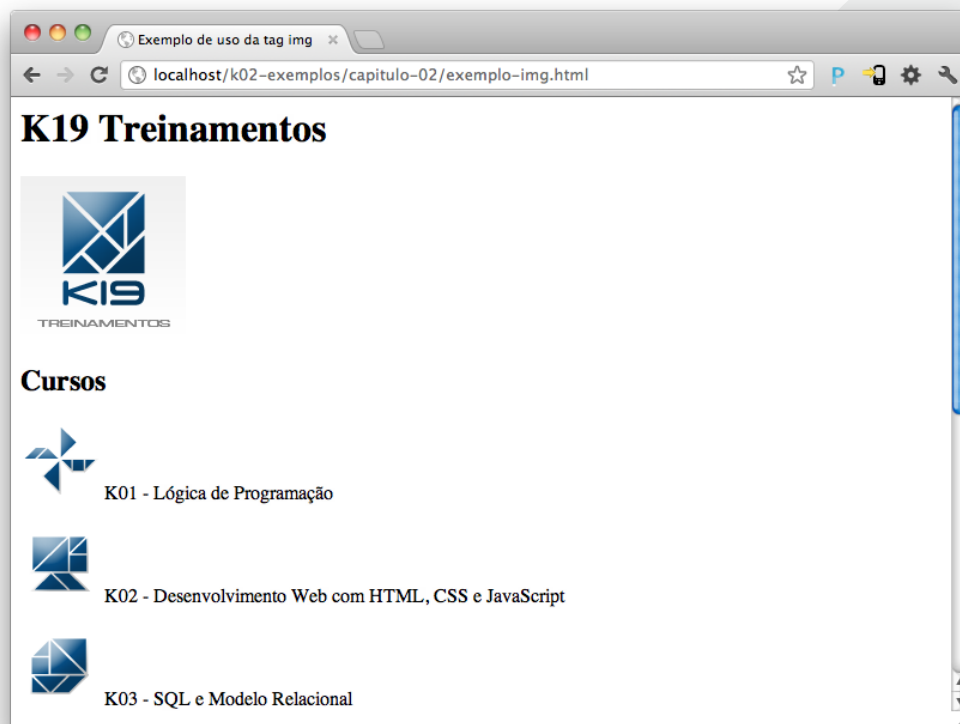 Exemplo de uso da tag img
localhost/k02-exemplos/capitulo-02/exemplo-img.html
P
K19 Treinamentos
K19
TREINAMENTOS
Cursos
K01 - Lógica de Programação
K02 - Desenvolvimento Web com HTML, CSS e JavaScript
K03 - SQL e Modelo Relacional